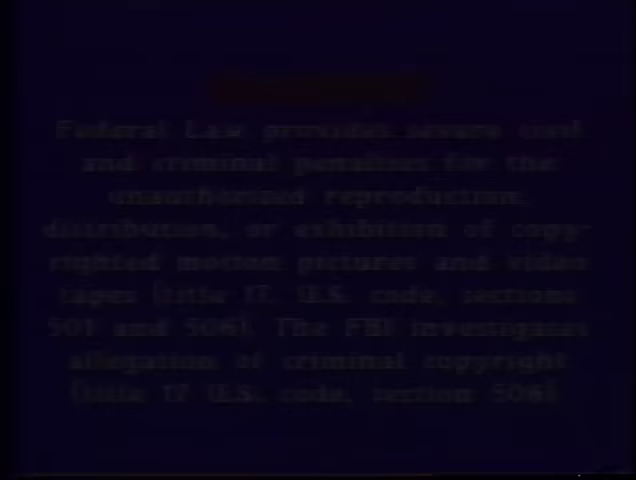 Federal Law provides severe civil
and criminal penalties for the
unauthorized reproduction,
distribution, or exhibition of copy-
righted motion pictures and video
tapes (title 17, U.S. code, sections
501 and 506). The FBI investigates
allegation of criminal copyright
(title 17 U.S. code, section 506)